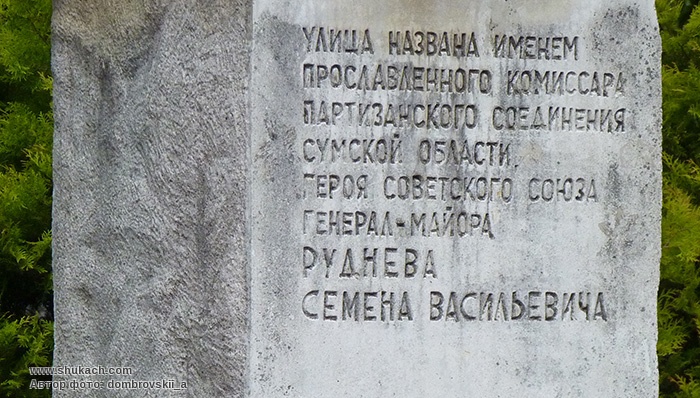 УЛИЦА НАЗВАНА ИМЕНЕМ
ПРОСЛАВЛЕННОГО КОМИССАРА
ПАРТИЗАНСКОГО СОЕДИНЕНИЯ
СУМСКОЙ ОБЛАСТИ,
ГЕРОЯ СОВЕТСКОГО СОЮЗА
ГЕНЕРАЛ-МАЙОРА
РУДНЕВА
СЕМЕНА ВАСИЛЬЕВИЧА
www.shukach.com
Автор фото: dombrovskii_a